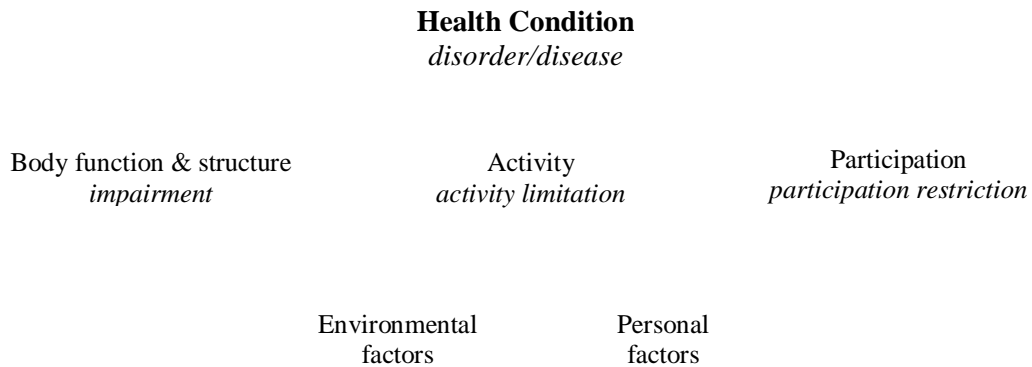 Health Condition
disorder/disease
Body function & structure
impairment
Activity
activity limitation
Participation
participation restriction
Environmental
factors
Personal
factors